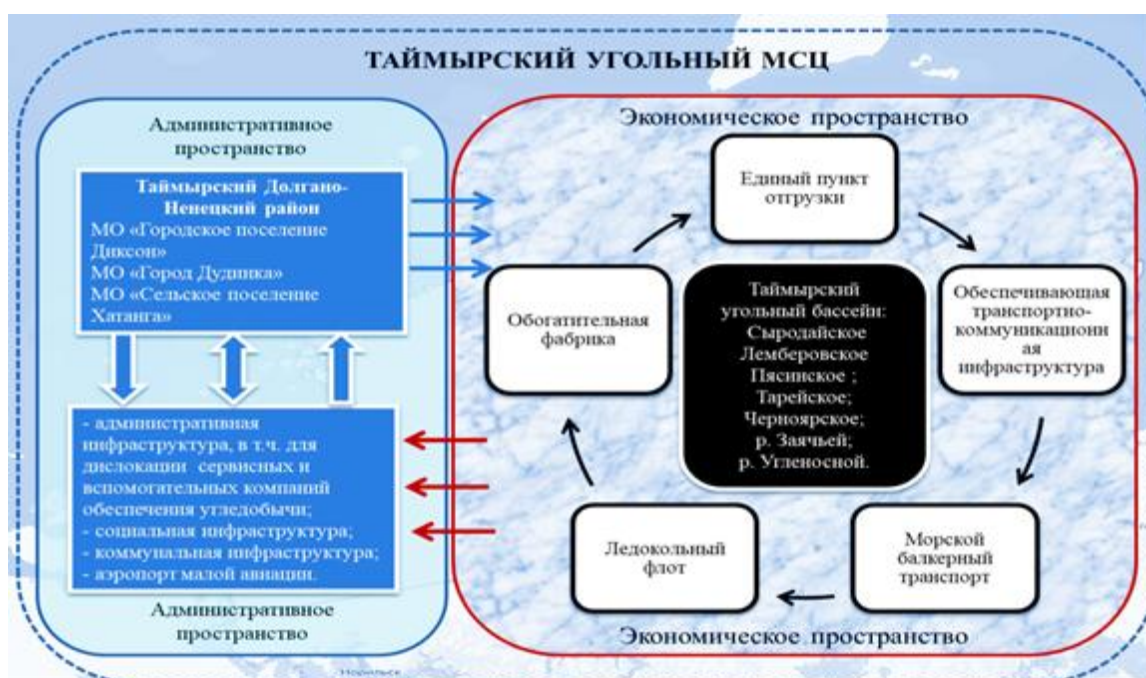 ТАЙМЫРСКИЙ УГОЛЬНЫЙ МСЦ
Административное
пространство
Таймырский Долгано-
Ненецкий район
МО «Городское поселение
Диксон»
МО «Город Дудинка»
МО «Сельское поселение
Хатанга»
- административная
инфраструктура, в т.ч. для
дислокации сервисных и
вспомогательных компаний
обеспечения угледобычи;
- социальная инфраструктура;
- коммунальная инфраструктура;
- аэропорт малой авиации.
Административное
пространство
Экономическое пространство
Единый пункт
отгрузки
Обеспечивающая
транспортно-
коммуникационн
ая
инфраструктура
Морской
балкерный
транспорт
Ледокольный
флот
Обогатительная
фабрика
Таймырский
угольный бассейн:
Сыродайское
Лемберовское
Пясинское ;
Тарейское;
Черноярское;
р. Заячьей;
р. Угленосной.
Экономическое пространство
Норильск